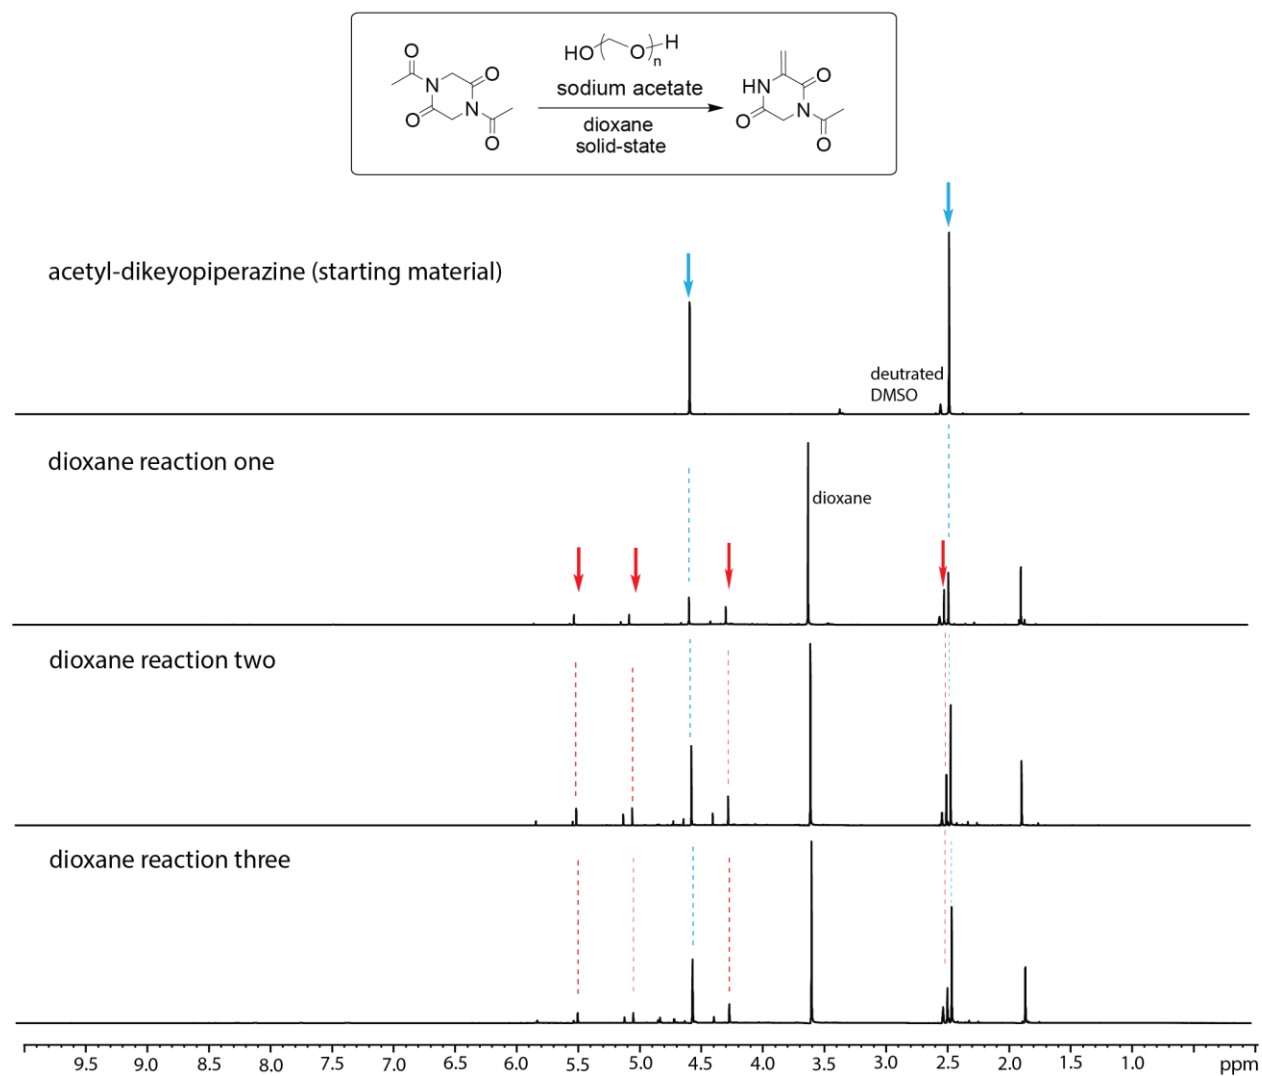 HO H
O n
sodium acetate
dioxane
solid-state
O
N O
O N
O
HN O
O N
O
acetyl-dikeyopiperazine (starting material)
deutrated
DMSO
dioxane reaction one
dioxane
dioxane reaction two
dioxane reaction three
9.5 9.0 8.5 8.0 7.0 6.5 6.0 5.5 5.0 4.5 4.0 3.5 3.0 2.5 2.0 1.5 1.0 ppm